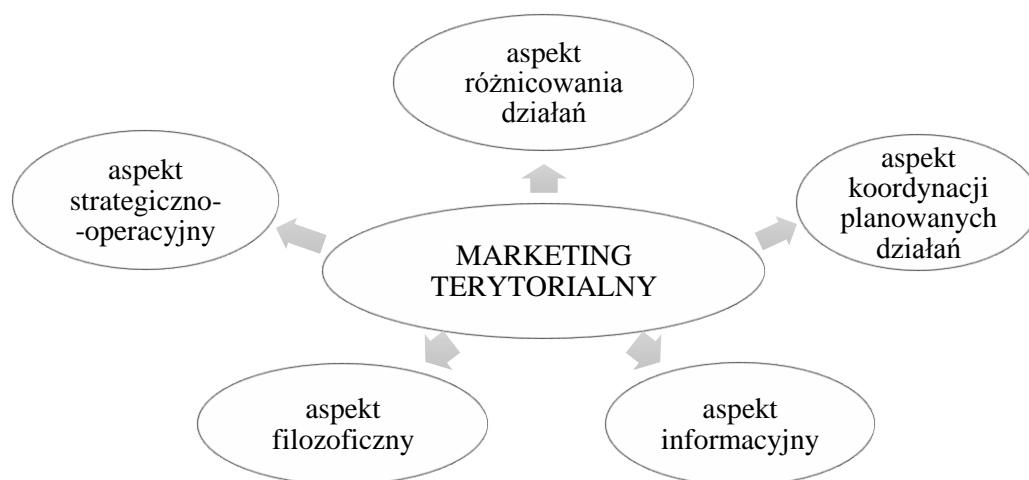 aspekt
różnicowania
działań
aspekt
strategiczno-
-operacyjny
aspekt
koordynacji
planowanych
działań
MARKETING
TERYTORIALNY
aspekt
filozoficzny
aspekt
informacyjny